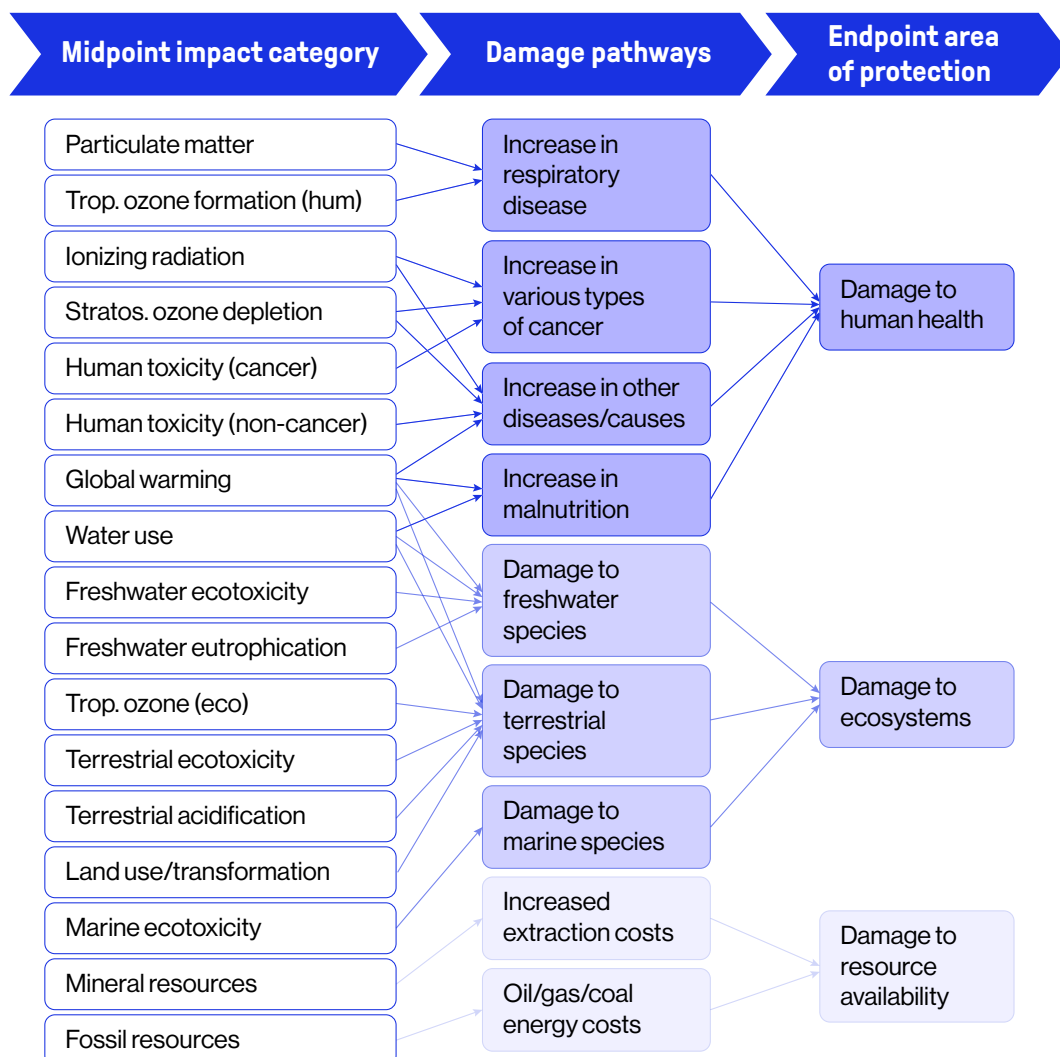 Midpoint impact category
Damage pathways
Endpoint area
of protection
Particulate matter
Trop. ozone formation (hum)
Ionizing radiation
Stratos. ozone depletion
Human toxicity (cancer)
Human toxicity (non-cancer)
Global warming
Water use
Freshwater ecotoxicity
Freshwater eutrophication
Trop. ozone (eco)
Terrestrial ecotoxicity
Terrestrial acidification
Land use/transformation
Marine ecotoxicity
Mineral resources
Fossil resources
Increase in
respiratory
disease
Increase in
various types
of cancer
Increase in other
diseases/causes
Increase in
malnutrition
Damage to
freshwater
species
Damage to
terrestrial
species
Damage to
marine species
Increased
extraction costs
Oil/gas/coal
energy costs
Damage to
human health
Damage to
ecosystems
Damage to
resource
availability